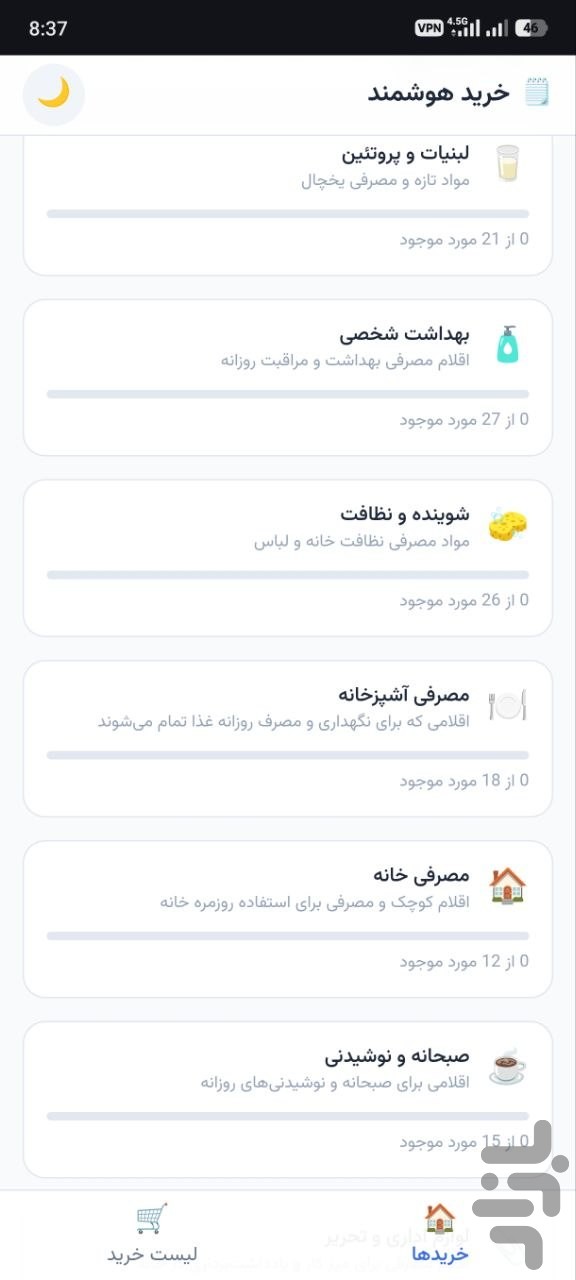 8:37
VPN 4.5G 46
خرید هوشمند
لبنیات و پروتئین
مواد تازه و مصرفی یخچال
0 از 21 مورد موجود
بهداشت شخصی
اقلام مصرفی بهداشت و مراقبت روزانه
0 از 27 مورد موجود
شوینده و نظافت
مواد مصرفی نظافت خانه و لباس
0 از 26 مورد موجود
مصرفی آشپزخانه
اقلامی که برای نگهداری و مصرف روزانه غذا تمام می‌شوند
0 از 18 مورد موجود
مصرفی خانه
اقلام کوچک و مصرفی برای استفاده روزمره خانه
0 از 12 مورد موجود
صبحانه و نوشیدنی
اقلامی برای صبحانه و نوشیدنی‌های روزانه
0 از 15 مورد موجود
لوازم اداری و تحریر
خریدها
لیست خرید